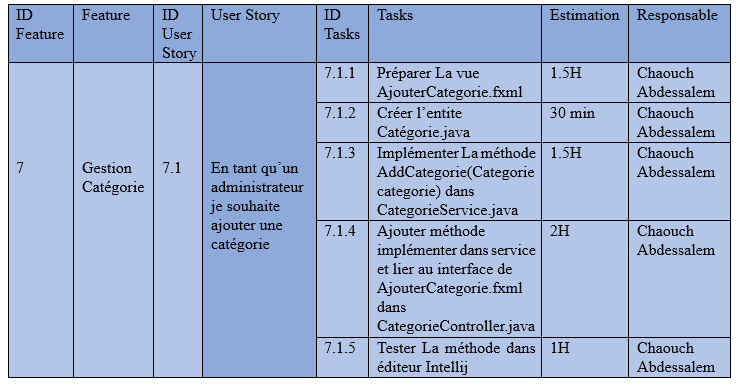 ID Feature
Feature
ID User Story
User Story
ID Tasks
Tasks
Estimation
Responsable
7
Gestion
Catégorie
7.1
En tant qu'un
administrateur
je souhaite
ajouter une
catégorie
7.1.1
Préparer La vue
AjouterCategorie.fxml
1.5H
Chaouch
Abdessalem
7.1.2
Créer l'entite
Catégorie.java
30 min
Chaouch
Abdessalem
7.1.3
Implémenter La méthode
AddCategorie(Categorie
categorie) dans
CategorieService.java
1.5H
Chaouch
Abdessalem
7.1.4
Ajouter méthode
implémenter dans service
et lier au interface de
AjouterCategorie.fxml
dans
CategorieController.java
2H
Chaouch
Abdessalem
7.1.5
Tester La méthode dans
éditeur Intellij
1H
Chaouch
Abdessalem